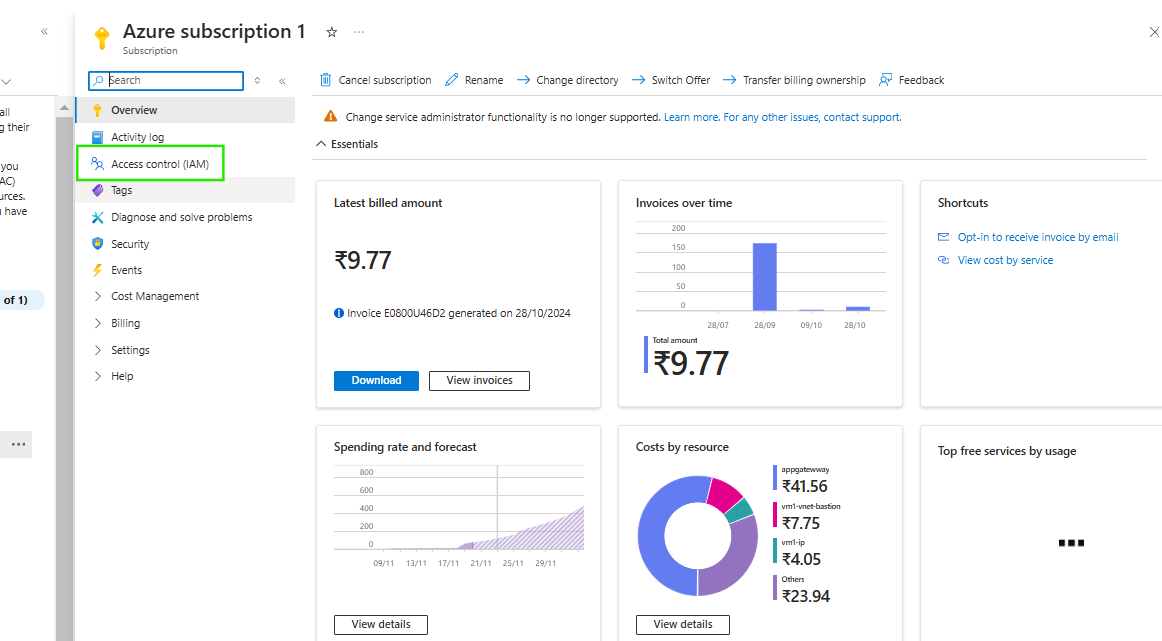 Azure subscription 1
Subscription
all
g their
you
AC)
urces.
u have
of 1)
Search
Overview
Activity log
Access control (IAM)
Tags
Diagnose and solve problems
Security
Events
Cost Management
Billing
Settings
Help
Cancel subscription
Rename
Change directory
Switch Offer
Transfer billing ownership
Feedback
Change service administrator functionality is no longer supported. Learn more. For any other issues, contact support.
Essentials
Latest billed amount
₹9.77
Invoice E0800U46D2 generated on 28/10/2024
Download
View invoices
Invoices over time
200
150
100
50
0
28/07 28/09 09/10 28/10
Total amount
₹9.77
Shortcuts
Opt-in to receive invoice by email
View cost by service
Spending rate and forecast
800
600
400
200
0
09/11 13/11 17/11 21/11 25/11 29/11
View details
Costs by resource
appgatewway
₹41.56
vm1-vnet-bastion
₹7.75
vm1-ip
₹4.05
Others
₹23.94
View details
Top free services by usage